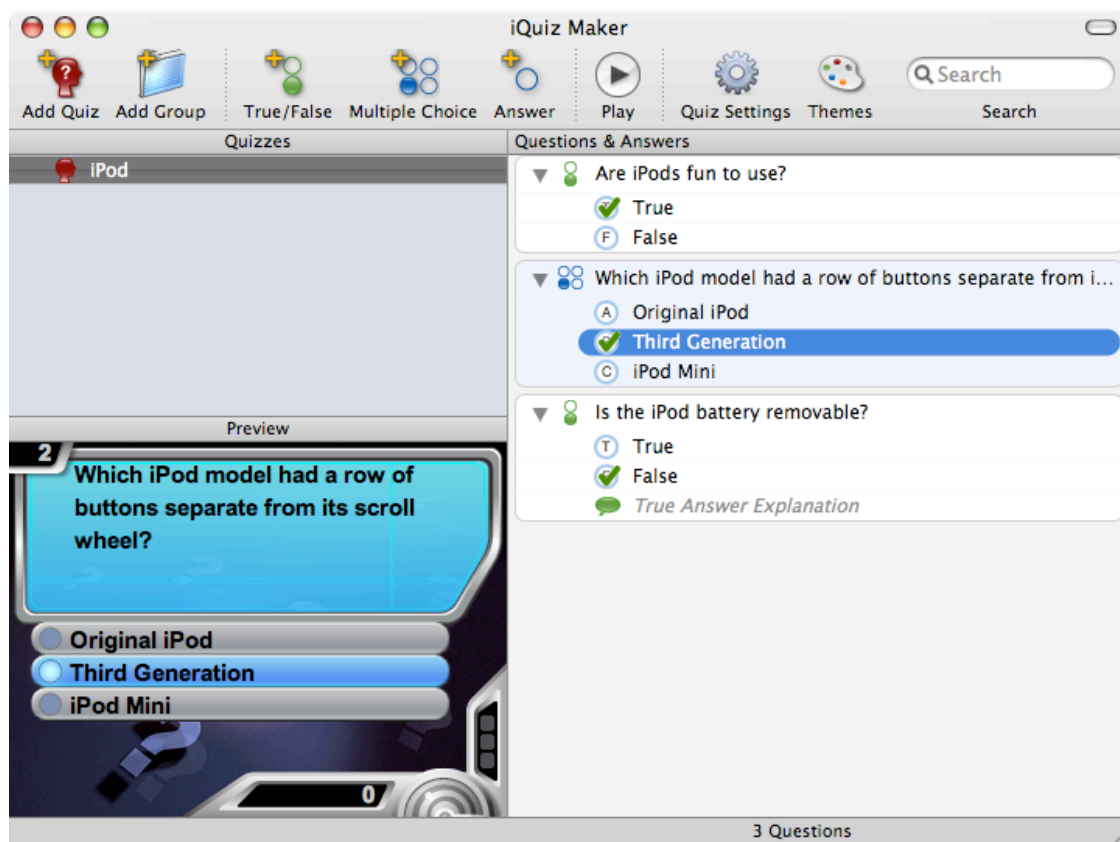 iQuiz Maker
Add Quiz Add Group True/False Multiple Choice Answer Play Quiz Settings Themes Search
Search
Quizzes
iPod
Questions & Answers
Are iPods fun to use?
True
F False
Which iPod model had a row of buttons separate from i...
A Original iPod
Third Generation
C iPod Mini
Is the iPod battery removable?
T True
False
True Answer Explanation
Preview
2
Which iPod model had a row of
buttons separate from its scroll
wheel?
Original iPod
Third Generation
iPod Mini
0
3 Questions